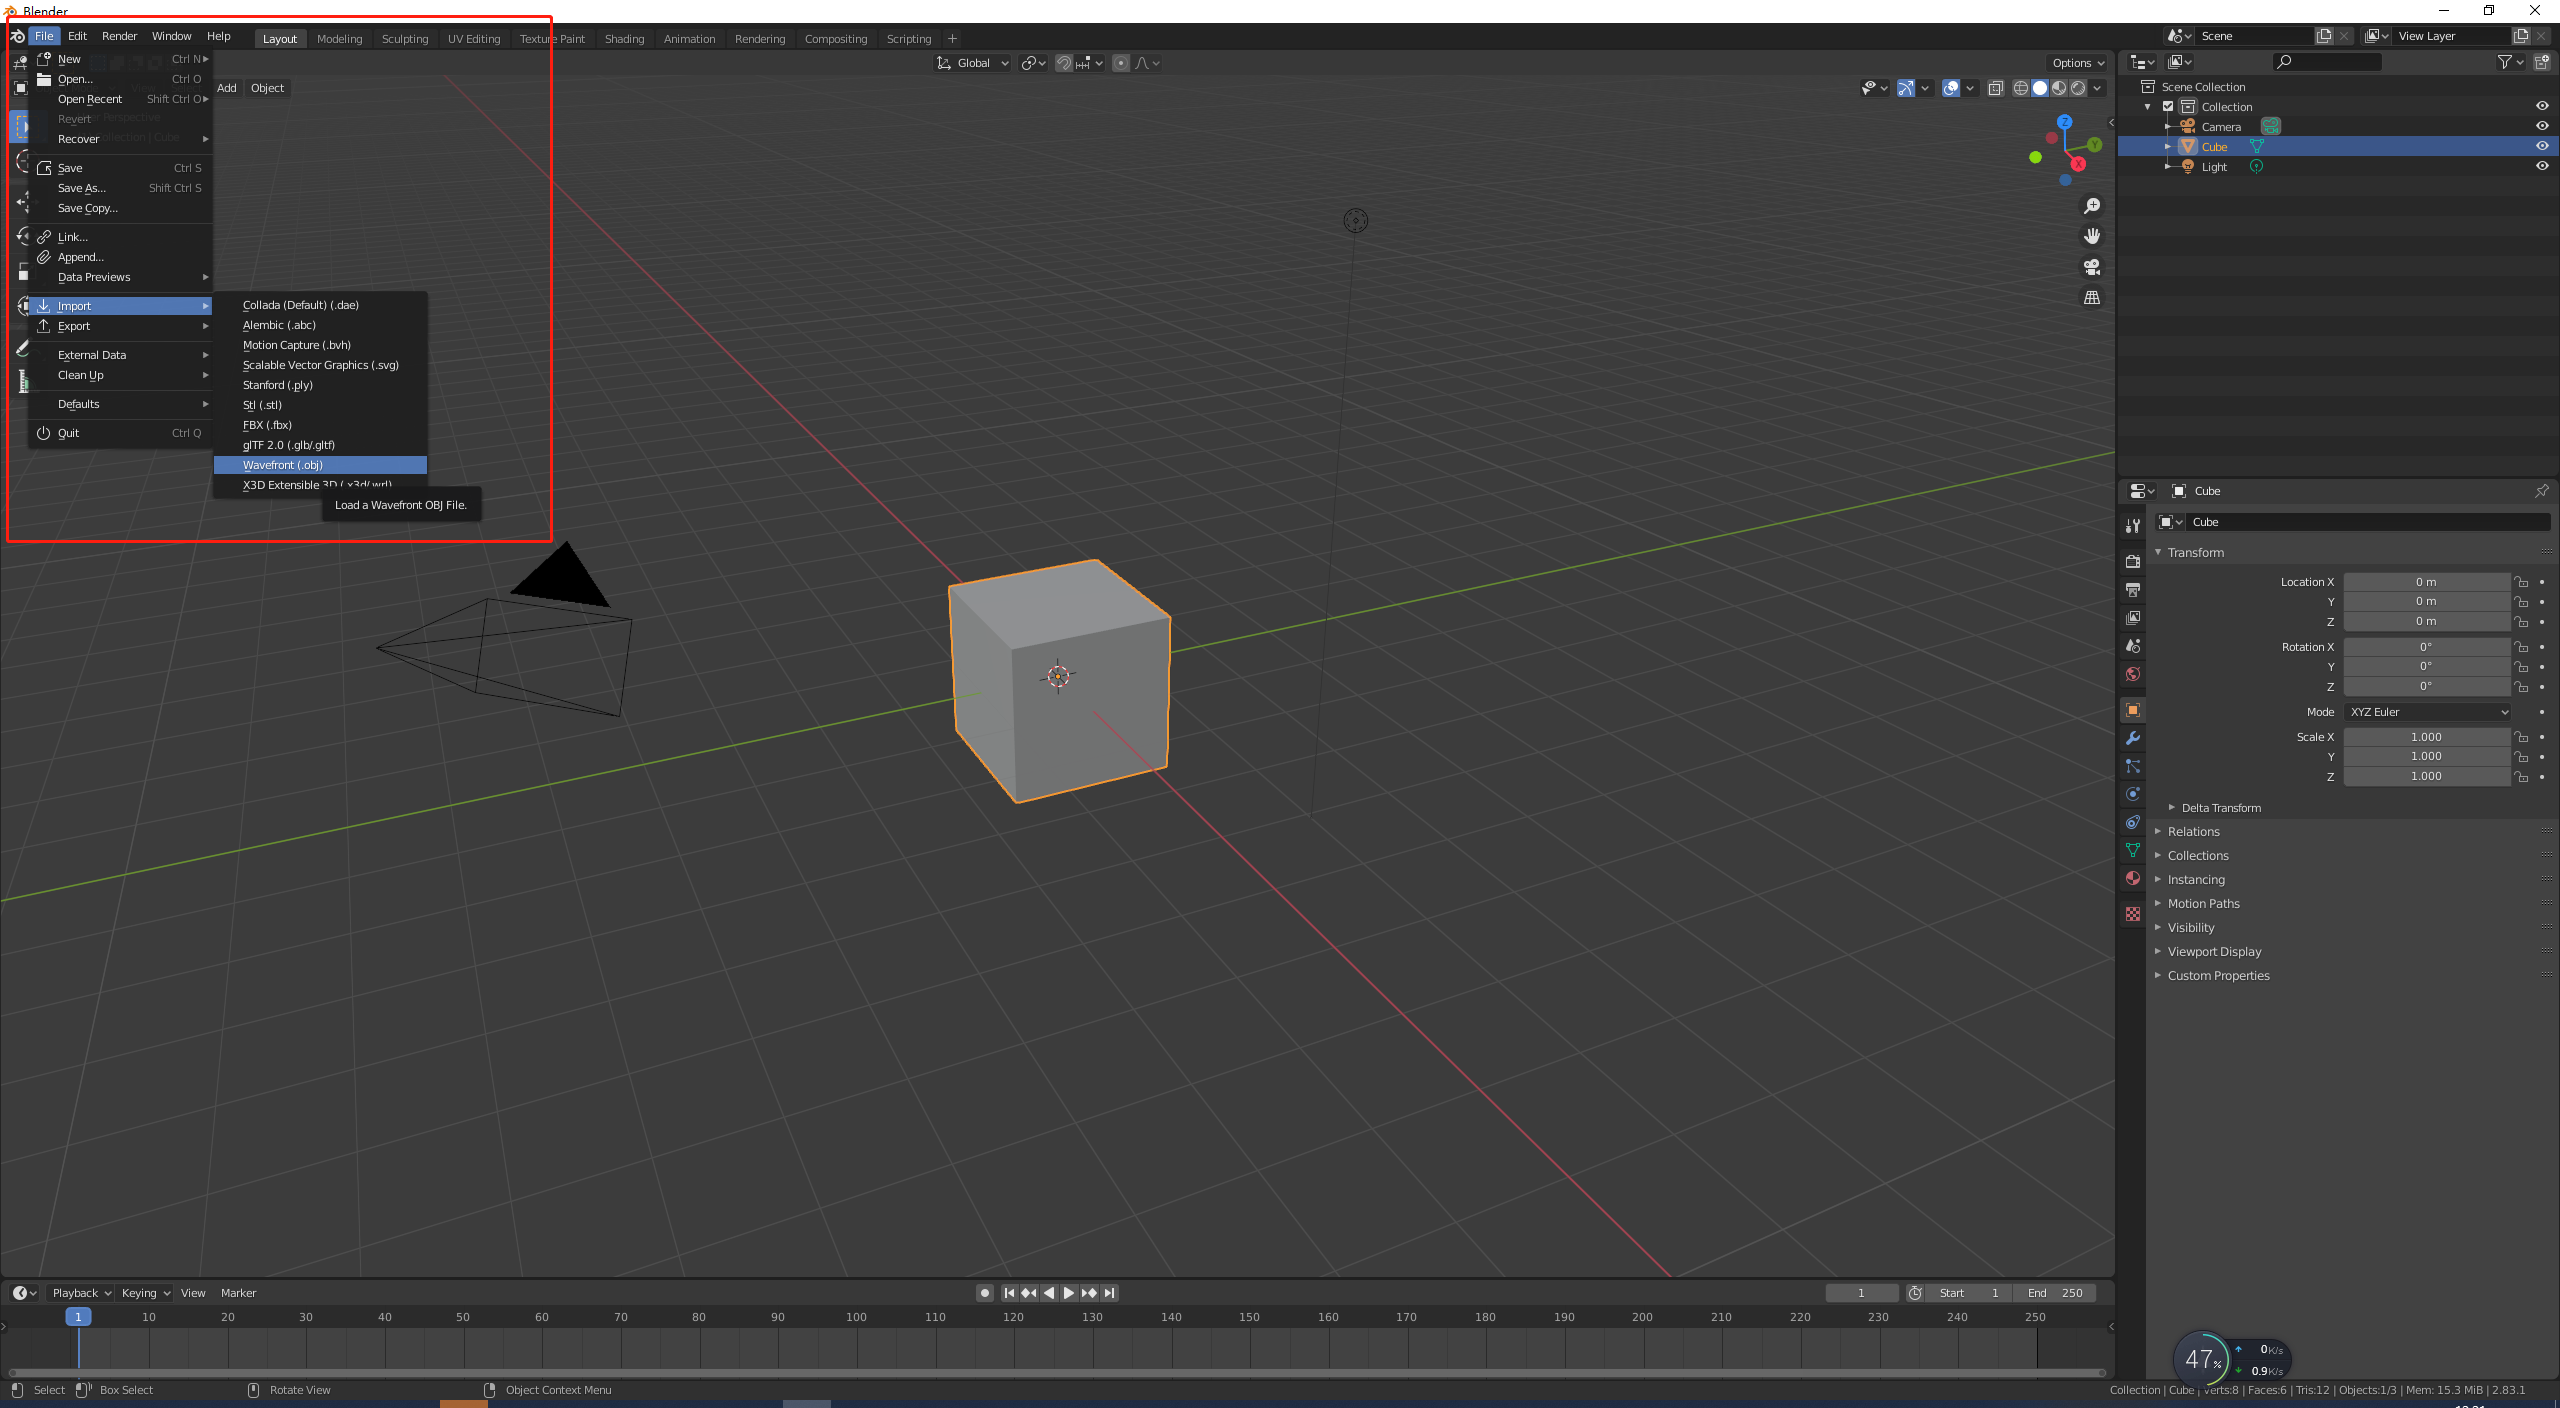 Blender
File Edit Render Window Help Layout Modeling Sculpting UV Editing Texture Paint Shading Animation Rendering Compositing Scripting + Scene View Layer
New Ctrl N
Open... Ctrl O
Open Recent Shift Ctrl O
Revert
Recover
Save Ctrl S
Save As... Shift Ctrl S
Save Copy...
Link...
Append...
Data Previews
Import
Export
External Data
Clean Up
Defaults
Quit Ctrl Q
Collada (Default) (.dae)
Alembic (.abc)
Motion Capture (.bvh)
Scalable Vector Graphics (.svg)
Stanford (.ply)
Stl (.stl)
FBX (.fbx)
glTF 2.0 (.glb/.gltf)
Wavefront (.obj)
X3D Extensible 3D (.x3d/.wrl)
Load a Wavefront OBJ File.
Add Object
Perspective
Collection | Cube
Global
Options
Z
Y
X
Scene Collection
Collection
Camera
Cube
Light
Cube
Cube
Transform
Location X 0 m
Y 0 m
Z 0 m
Rotation X 0°
Y 0°
Z 0°
Mode XYZ Euler
Scale X 1.000
Y 1.000
Z 1.000
Delta Transform
Relations
Collections
Instancing
Motion Paths
Visibility
Viewport Display
Custom Properties
Playback Keying View Marker 1 Start 1 End 250
1 10 20 30 40 50 60 70 80 90 100 110 120 130 140 150 160 170 180 190 200 210 220 230 240 250
47% 0K/s
0.9K/s
Select Box Select Rotate View Object Context Menu Collection | Cube | Verts:8 | Faces:6 | Tris:12 | Objects:1/3 | Mem: 15.3 MiB | 2.83.1